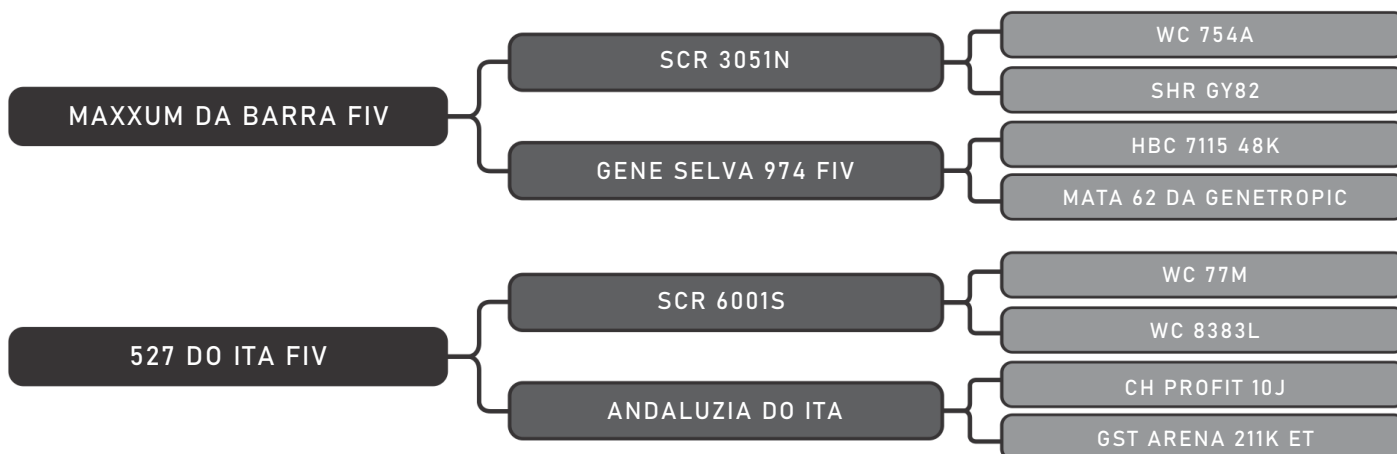 MAXXUM DA BARRA FIV
SCR 3051N
WC 754A
SHR GY82
GENE SELVA 974 FIV
HBC 7115 48K
MATA 62 DA GENETROPIC
527 DO ITA FIV
SCR 6001S
WC 77M
WC 8383L
ANDALUZIA DO ITA
CH PROFIT 10J
GST ARENA 211K ET